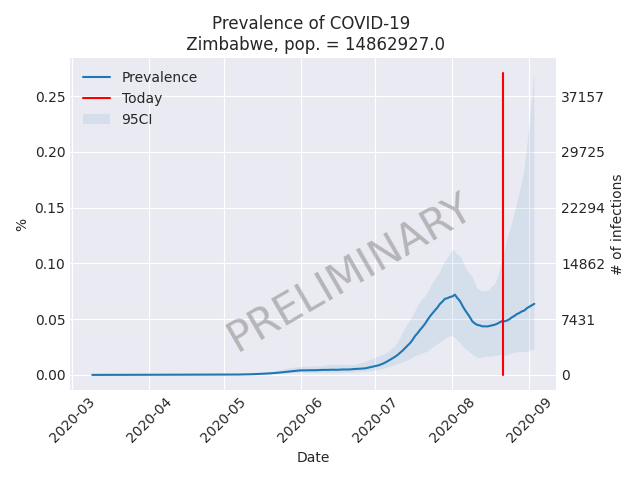 Prevalence of COVID-19
Zimbabwe, pop. = 14862927.0
Prevalence
Today
95CI
0.25
0.20
0.15
0.10
0.05
0.00
%
37157
29725
22294
14862
7431
0
# of infections
PRELIMINARY
2020-03
2020-04
2020-05
2020-06
2020-07
2020-08
2020-09
Date